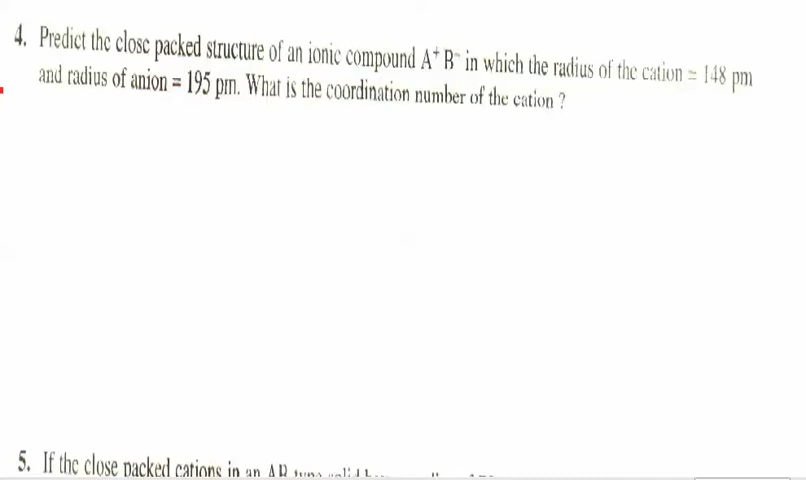 4. Predict the close packed structure of an ionic compound A⁺ B⁻ in which the radius of the cation = 148 pm
and radius of anion = 195 pm. What is the coordination number of the cation ?
5. If the close packed cations in an AB